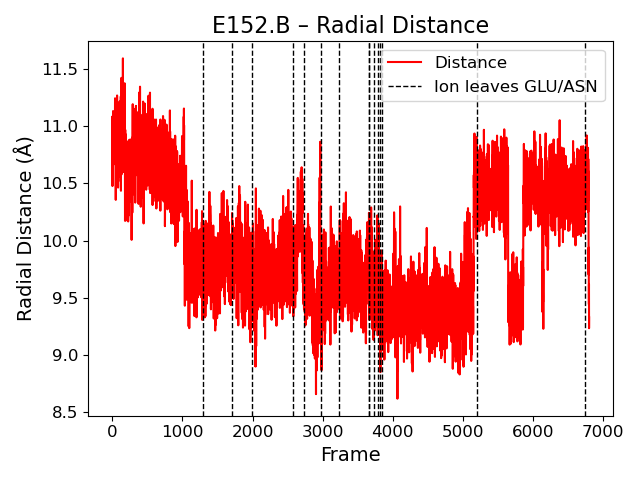 E152.B – Radial Distance
Distance
Ion leaves GLU/ASN
Radial Distance (Å)
11.5
11.0
10.5
10.0
9.5
9.0
8.5
0 1000 2000 3000 4000 5000 6000 7000
Frame